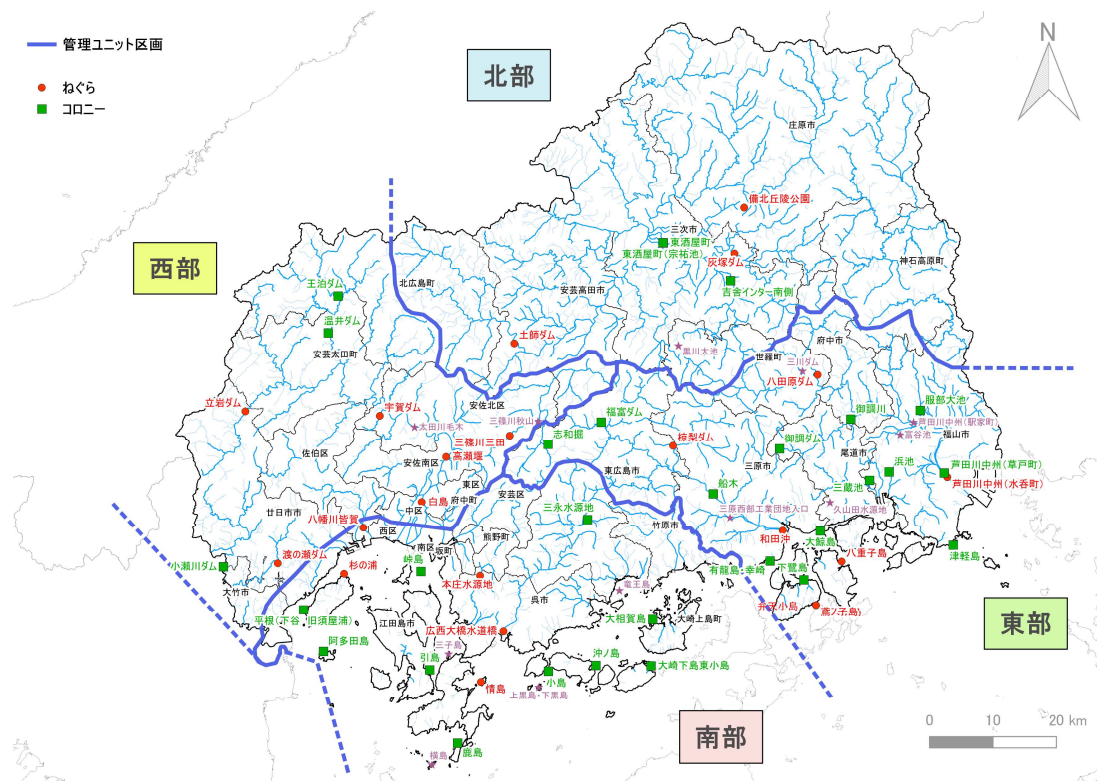 管理ユニット区画
ねぐら
コロニー
北部
N
庄原市
備北丘陵公園
三次市
東酒屋町
東酒屋町(宗祐池)
灰塚ダム
神石高原町
西部
王泊ダム
北広島町
安芸高田市
吉舎インター南側
温井ダム
安芸太田町
土師ダム
黒川大池
世羅町
府中市
三川ダム
八田原ダム
安佐北区
立岩ダム
宇賀ダム
太田川毛木
三篠川秋山
福富ダム
御調川
服部大池
芦田川中州(駅家町)
富谷池
福山市
三篠川三田
志和堀
椋梨ダム
御調ダム
尾道市
佐伯区
安佐南区
高瀬堰
三原市
浜池
芦田川中州(草戸町)
東区
安芸区
東広島市
三蔵池
芦田川中州(水呑町)
白島
府中町
中区
船木
久山田水源地
廿日市市
八幡川皆賀
西区
三永水源地
竹原市
三原西部工業団地入口
和田沖
大鯨島
熊野町
南区
坂町
渡の瀬ダム
小瀬川ダム
杉の浦
峠島
本庄水源地
有龍島・幸崎
下鷺島
八重子島
津軽島
大竹市
竜王島
呉市
平根(下谷、旧須屋浦)
江田島市
大相賀島
大崎上島町
弁天小島
鳶ノ子島
東部
広西大橋水道橋
阿多田島
三子島
引島
沖ノ島
大崎下島東小島
情島
小島
上黒島・下黒島
南部
0 10 20 km
鹿島
横島